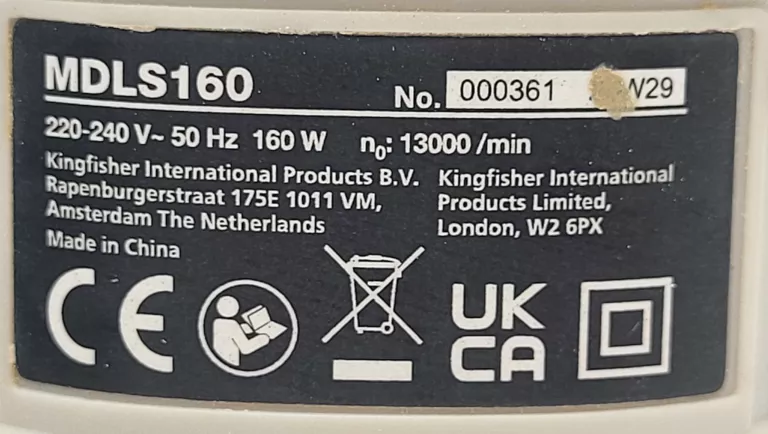 MDLS160
No. 000361 W29
220-240 V~ 50 Hz 160 W n₀: 13000 /min
Kingfisher International Products B.V.
Rapenburgerstraat 175E 1011 VM,
Amsterdam The Netherlands
Kingfisher International
Products Limited,
London, W2 6PX
Made in China
CE
UK
CA